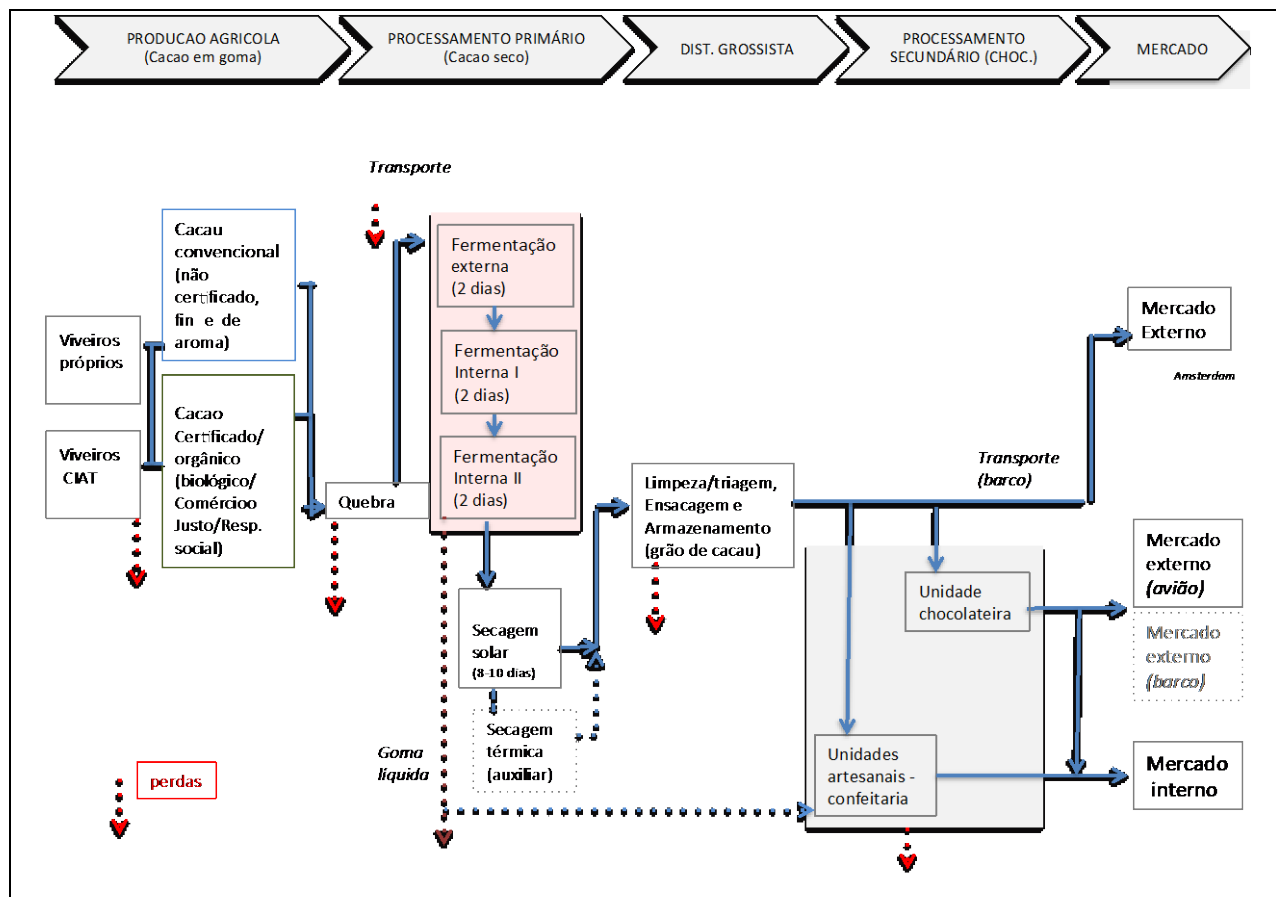 PRODUCAO AGRICOLA
(Cacao em goma)
PROCESSAMENTO PRIMÁRIO
(Cacao seco)
DIST. GROSSISTA
PROCESSAMENTO
SECUNDÁRIO (CHOC.)
MERCADO
Transporte
Cacau
convencional
(não
certificado,
fin e de
aroma)
Viveiros
próprios
Viveiros
CIAT
Cacao
Certificado/
orgânico
(biológico/
Comércioo
Justo/Resp.
social)
Quebra
Fermentação
externa
(2 dias)
Fermentação
Interna I
(2 dias)
Fermentação
Interna II
(2 dias)
Secagem
solar
(8-10 dias)
Secagem
térmica
(auxiliar)
Goma
líquida
Limpeza/triagem,
Ensacagem e
Armazenamento
(grão de cacau)
Transporte
(barco)
Unidade
chocolateira
Unidades
artesanais -
confeitaria
Mercado
Externo
Amsterdam
Mercado
externo
(avião)
Mercado
externo
(barco)
Mercado
interno
perdas